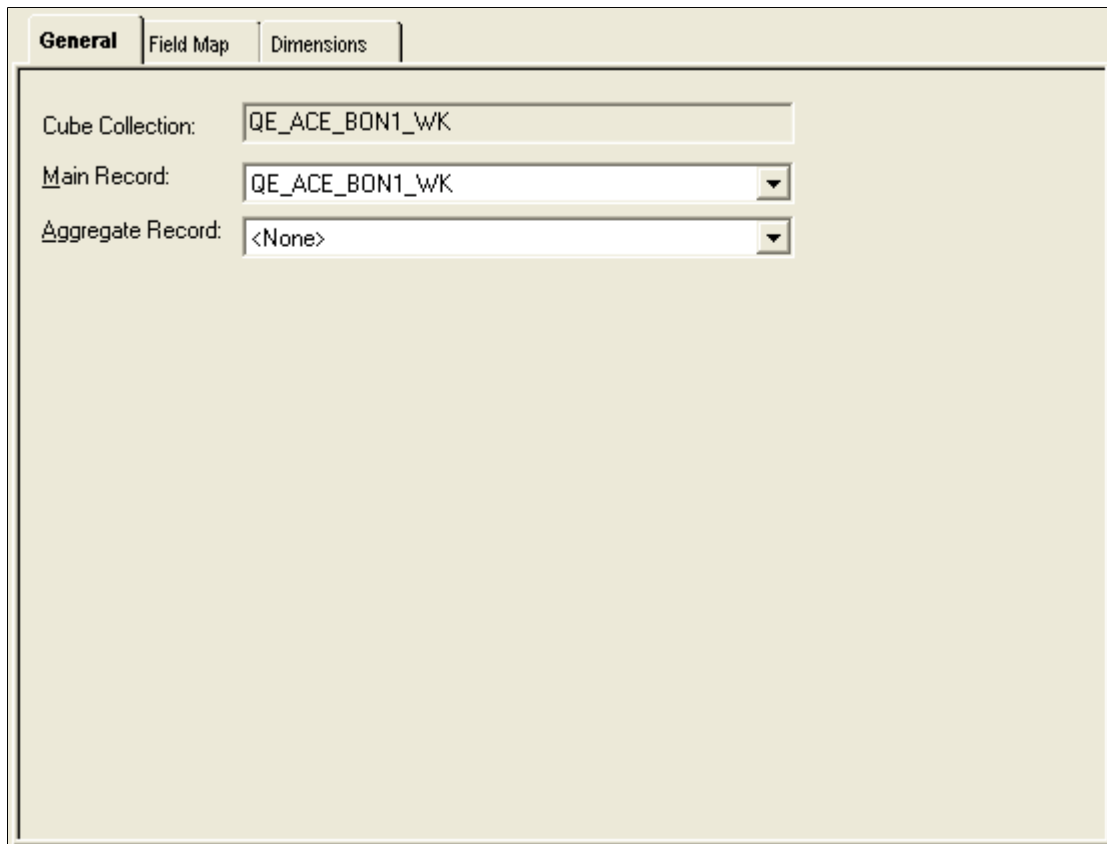 General Field Map Dimensions
Cube Collection: QE_ACE_BON1_WK
Main Record: QE_ACE_BON1_WK
Aggregate Record: <None>